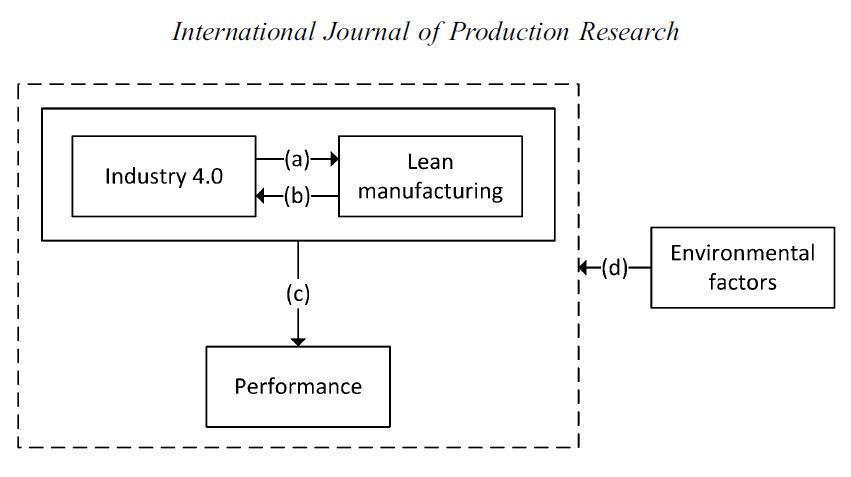 International Journal of Production Research
Industry 4.0
(a)
(b)
Lean
manufacturing
(c)
Performance
(d)
Environmental
factors